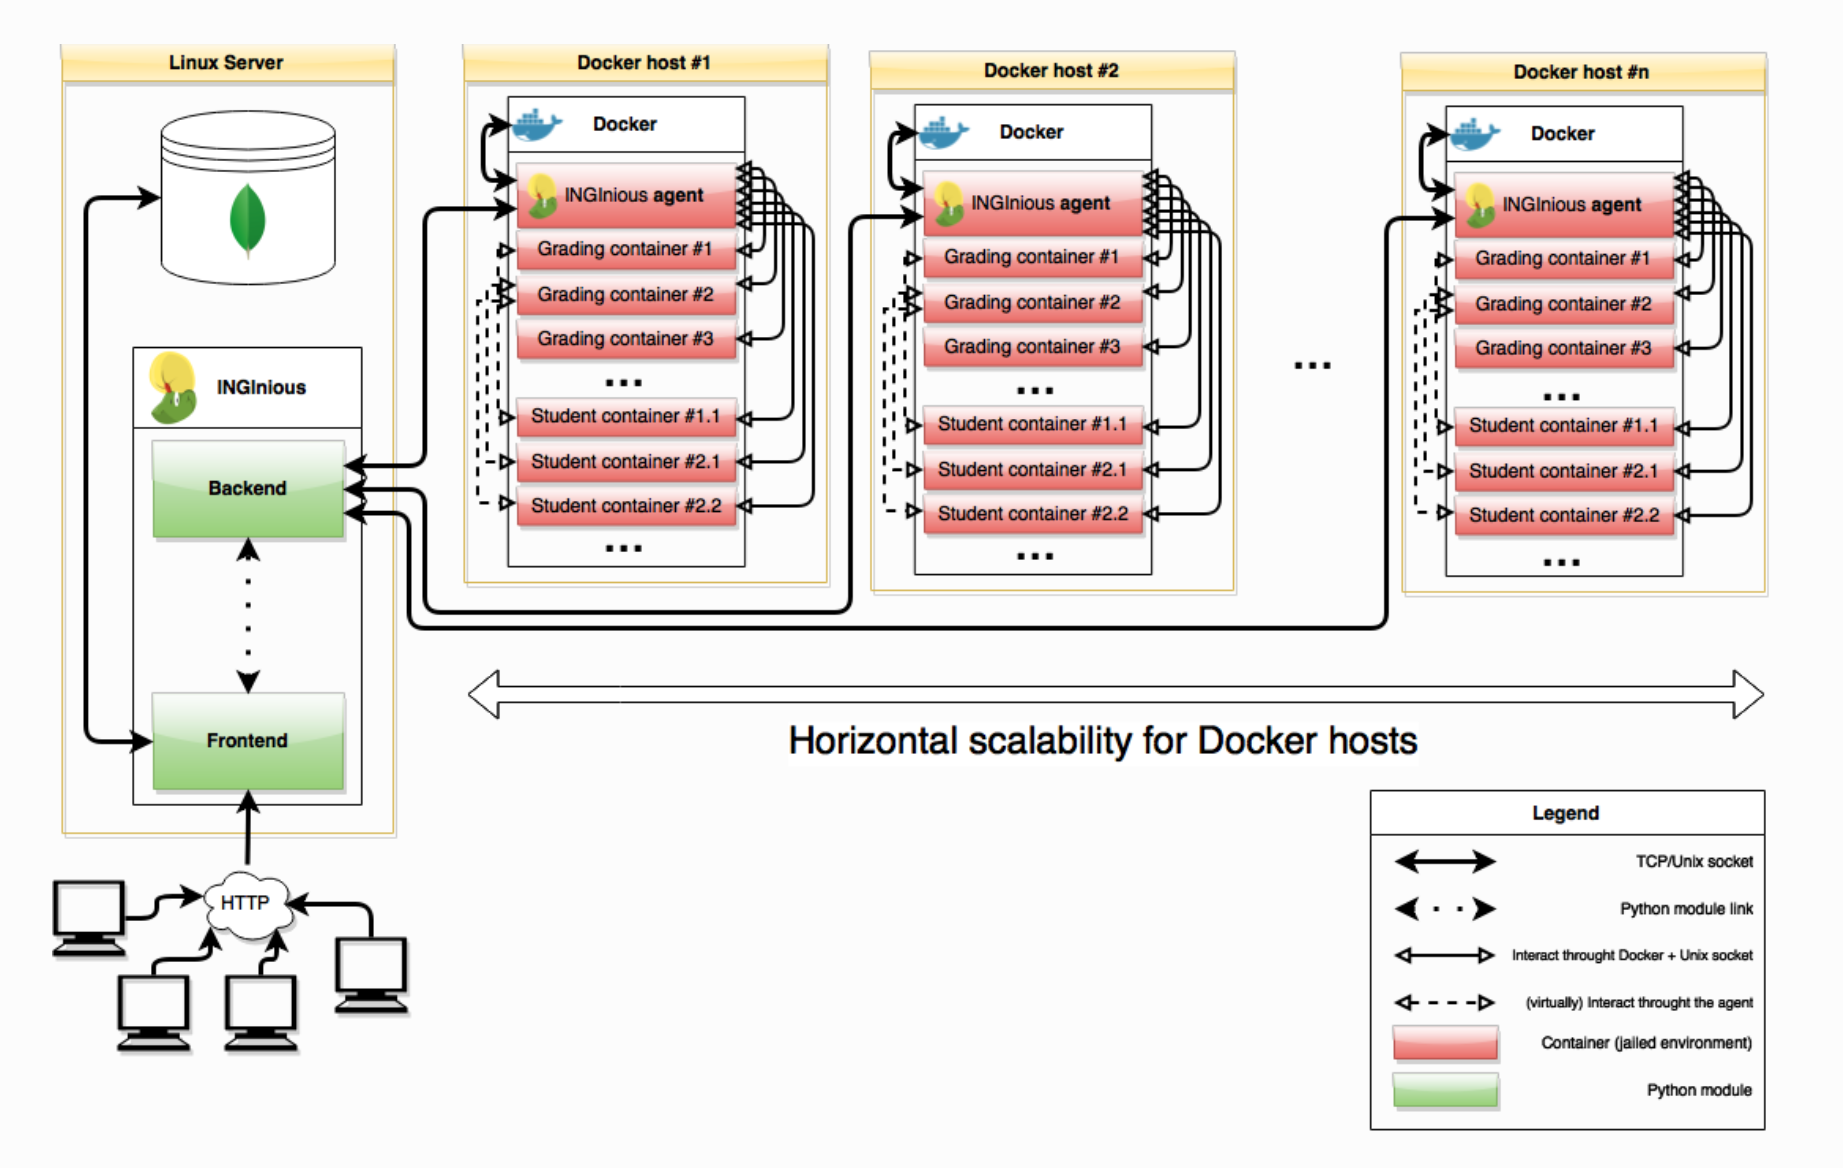 Linux Server
INGInious
Backend
Frontend
HTTP
Docker host #1
Docker
INGInious agent
Grading container #1
Grading container #2
Grading container #3
...
Student container #1.1
Student container #2.1
Student container #2.2
...
Docker host #2
Docker
INGInious agent
Grading container #1
Grading container #2
Grading container #3
...
Student container #1.1
Student container #2.1
Student container #2.2
...
...
Docker host #n
Docker
INGInious agent
Grading container #1
Grading container #2
Grading container #3
...
Student container #1.1
Student container #2.1
Student container #2.2
...
Horizontal scalability for Docker hosts
Legend
TCP/Unix socket
Python module link
Interact throught Docker + Unix socket
(virtually) Interact throught the agent
Container (jailed environment)
Python module